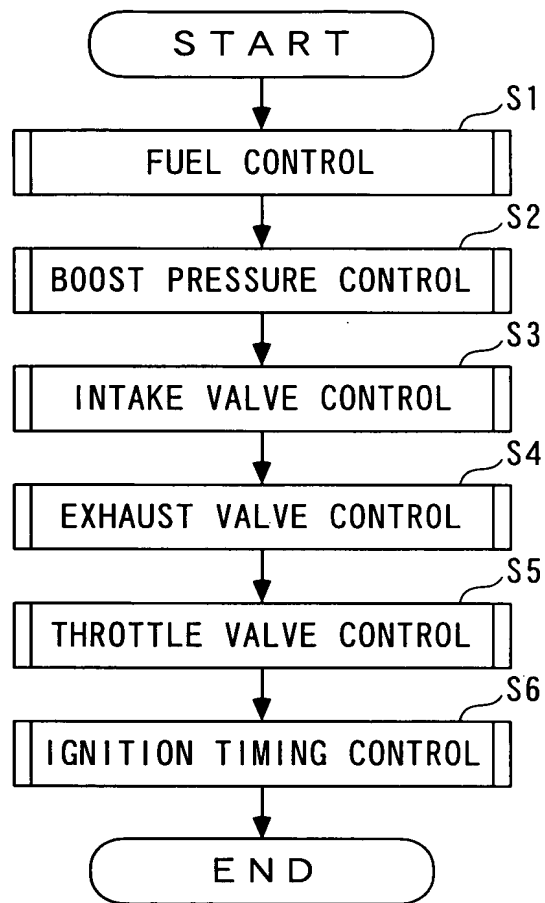 START
S1
FUEL CONTROL
S2
BOOST PRESSURE CONTROL
S3
INTAKE VALVE CONTROL
S4
EXHAUST VALVE CONTROL
S5
THROTTLE VALVE CONTROL
S6
IGNITION TIMING CONTROL
END